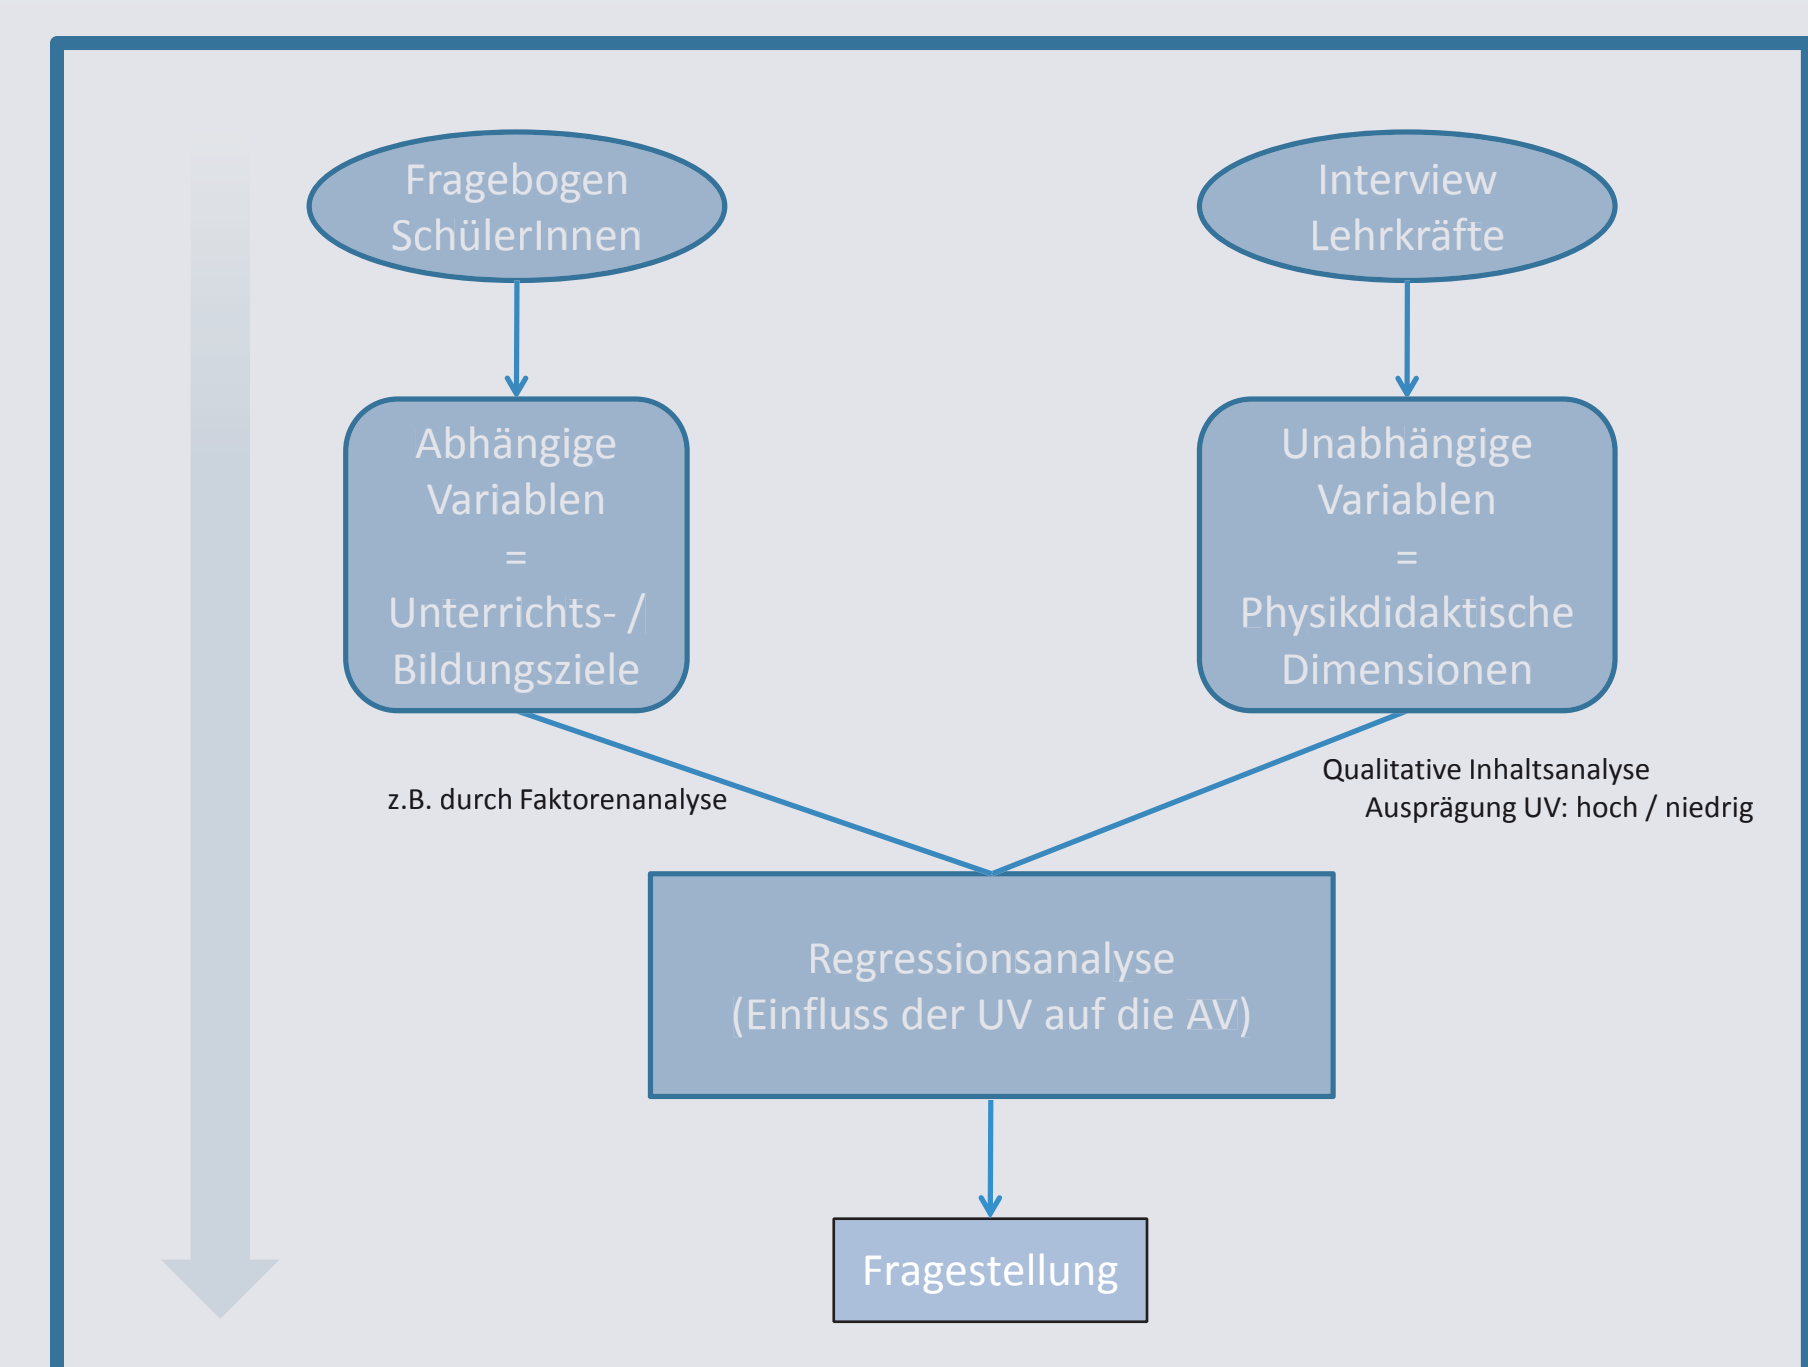 Fragebogen
SchülerInnen
Interview
Lehrkräfte
Abhängige
Variablen
=
Unterrichts- /
Bildungsziele
Unabhängige
Variablen
=
Physikdidaktische
Dimensionen
z.B. durch Faktorenanalyse
Qualitative Inhaltsanalyse
Ausprägung UV: hoch / niedrig
Regressionsanalyse
(Einfluss der UV auf die AV)
Fragestellung